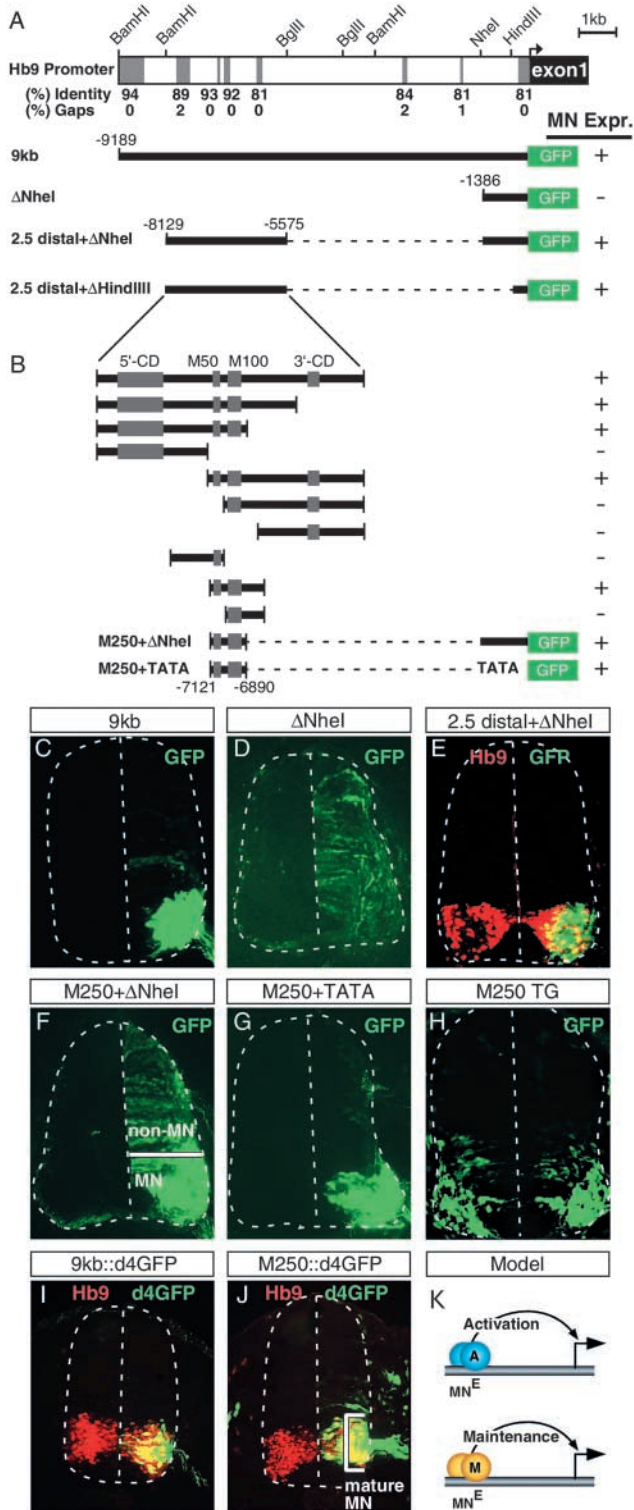 A
BamHI BamHI BglII BglII BamHI NheI HindIII 1kb
Hb9 Promoter exon1
(%) Identity 94 89 93 92 81 84 81 81
(%) Gaps 0 2 0 0 0 2 1 0
MN Expr.
-9189
9kb GFP +
-1386
ΔNheI GFP -
-8129 -5575
2.5 distal+ΔNheI GFP +
2.5 distal+ΔHindIIII GFP +
B
5'-CD M50 M100 3'-CD
+
+
+
-
+
-
-
-
+
-
M250+ΔNheI GFP +
M250+TATA TATA GFP +
-7121 -6890
9kb ΔNheI 2.5 distal+ΔNheI
C GFP D GFP E Hb9 GFP
M250+ΔNheI M250+TATA M250 TG
F GFP G GFP H GFP
non-MN
MN
9kb::d4GFP M250::d4GFP Model
I Hb9 d4GFP J Hb9 d4GFP K
Activation
A
MN E
Maintenance
M
MN E
mature
MN